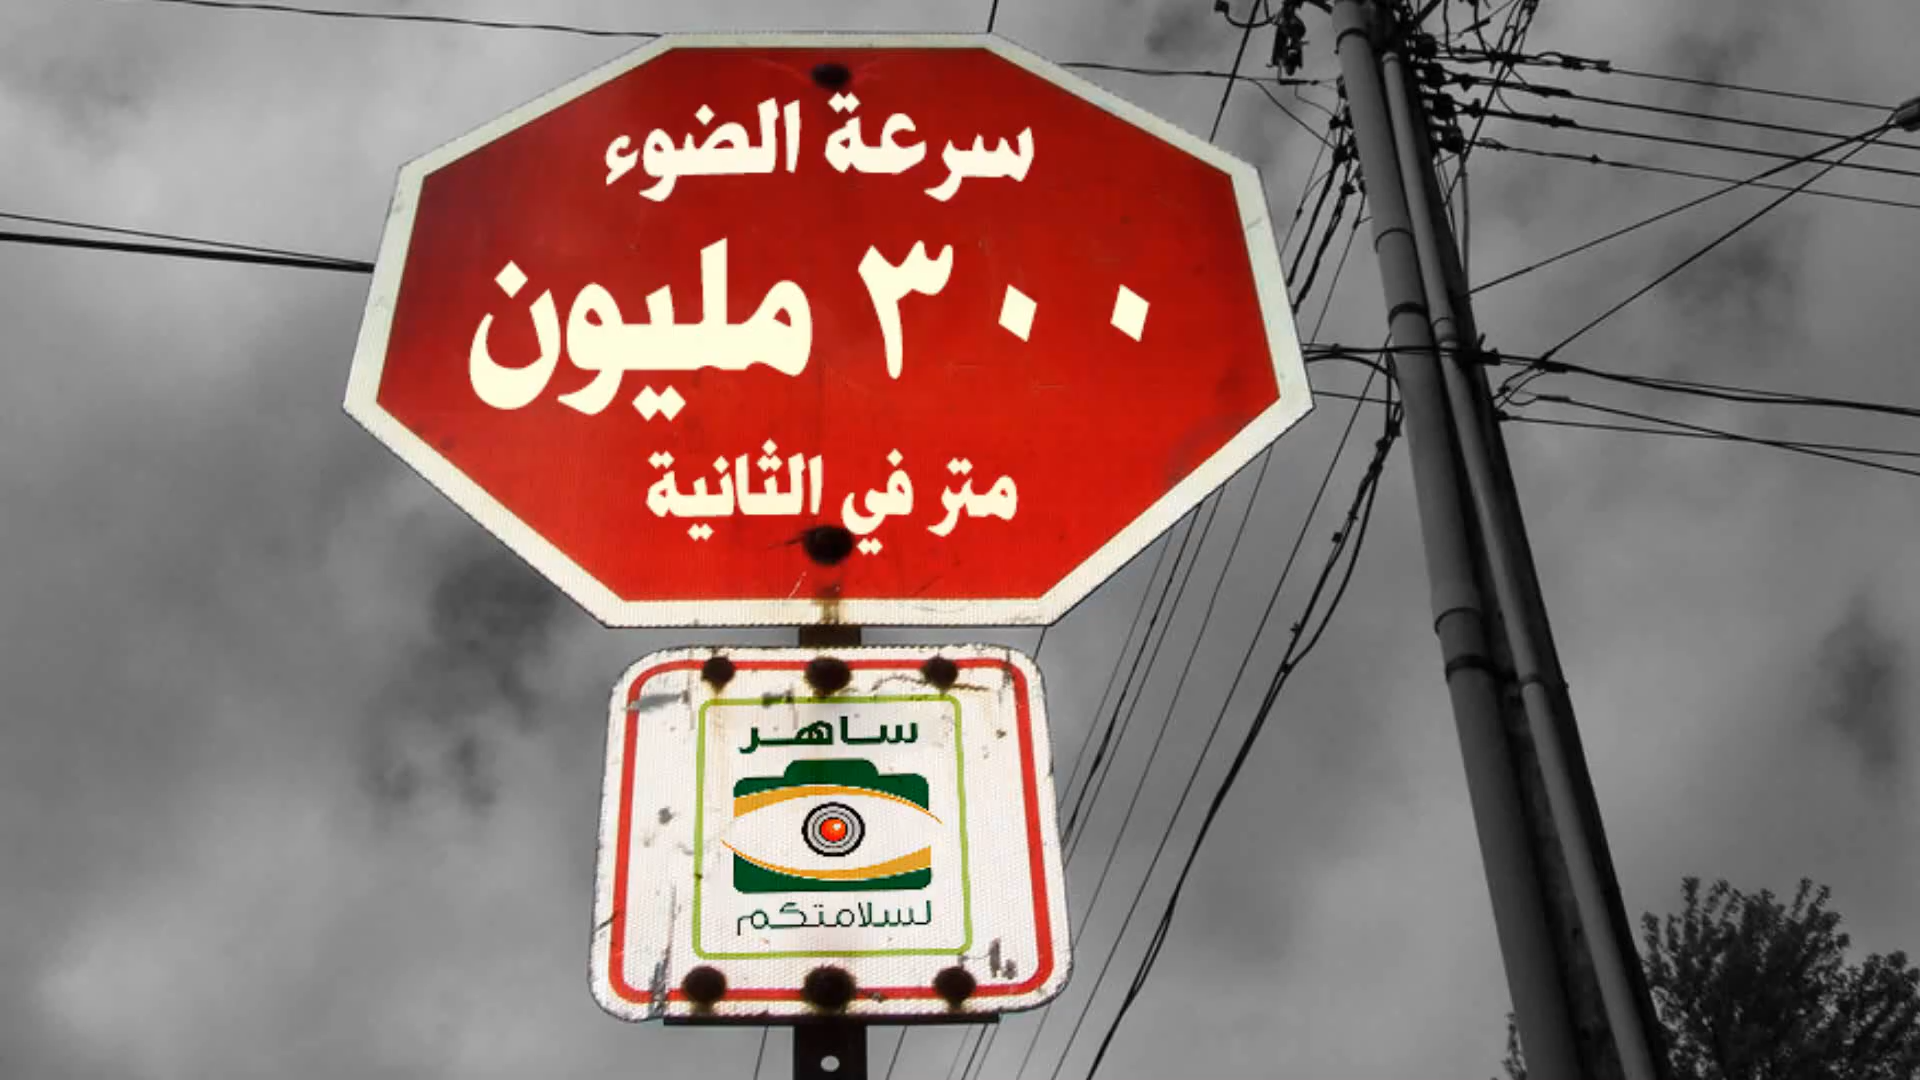 سرعة الضوء
٣٠٠ مليون
متر في الثانية
ساهر
لسلامتكم